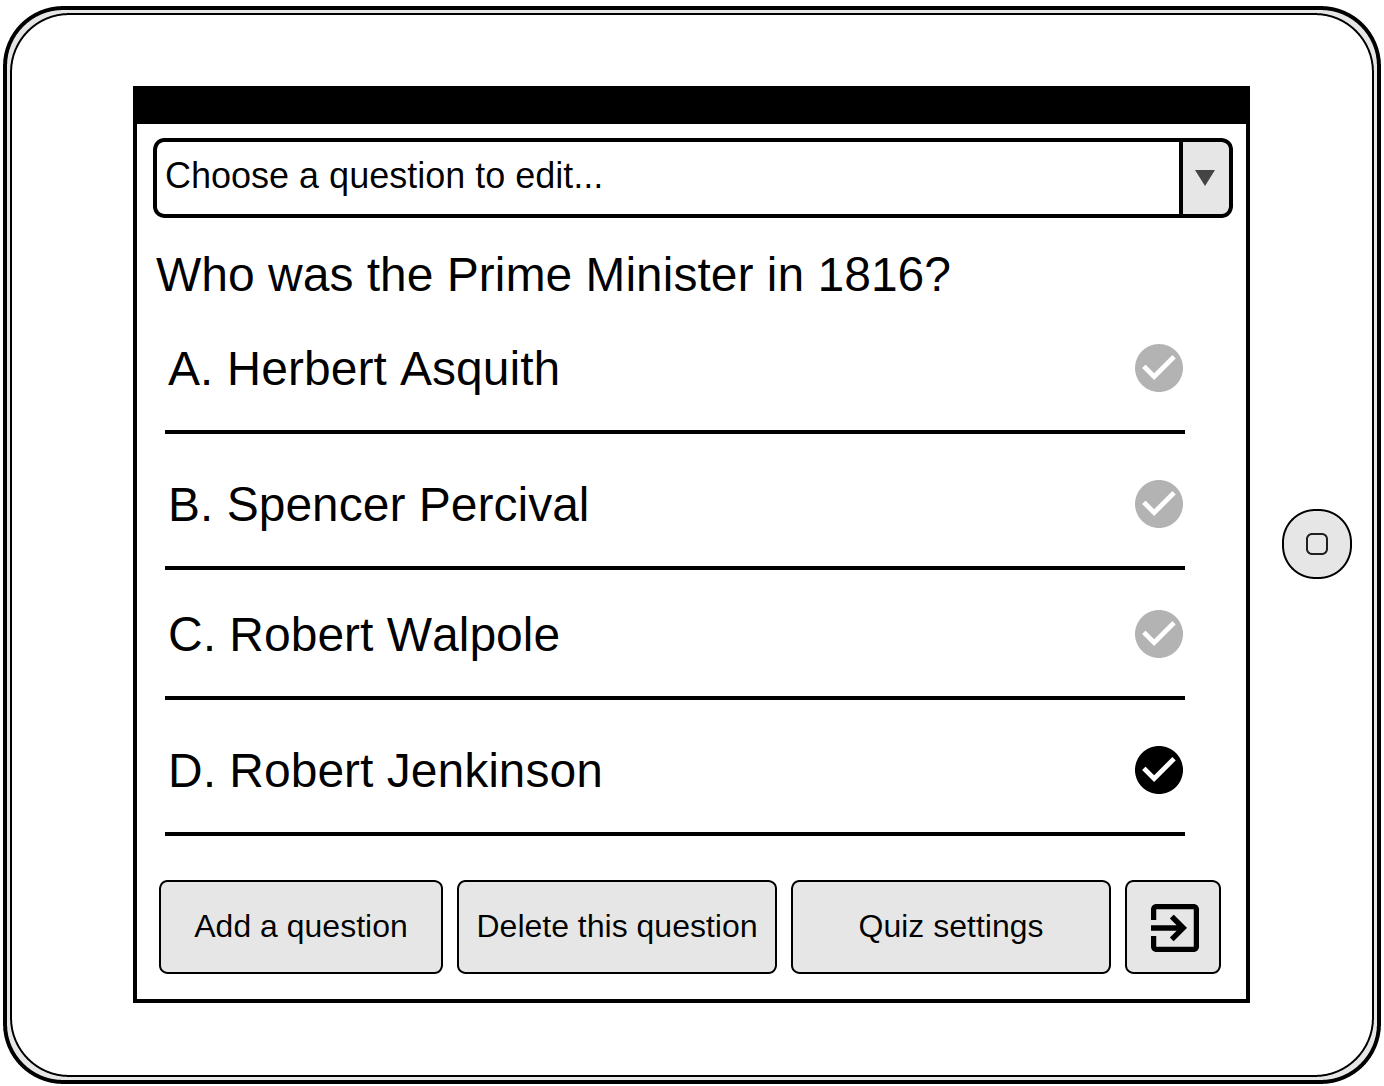 Choose a question to edit...
Who was the Prime Minister in 1816?
A. Herbert Asquith
B. Spencer Percival
C. Robert Walpole
D. Robert Jenkinson
Add a question
Delete this question
Quiz settings